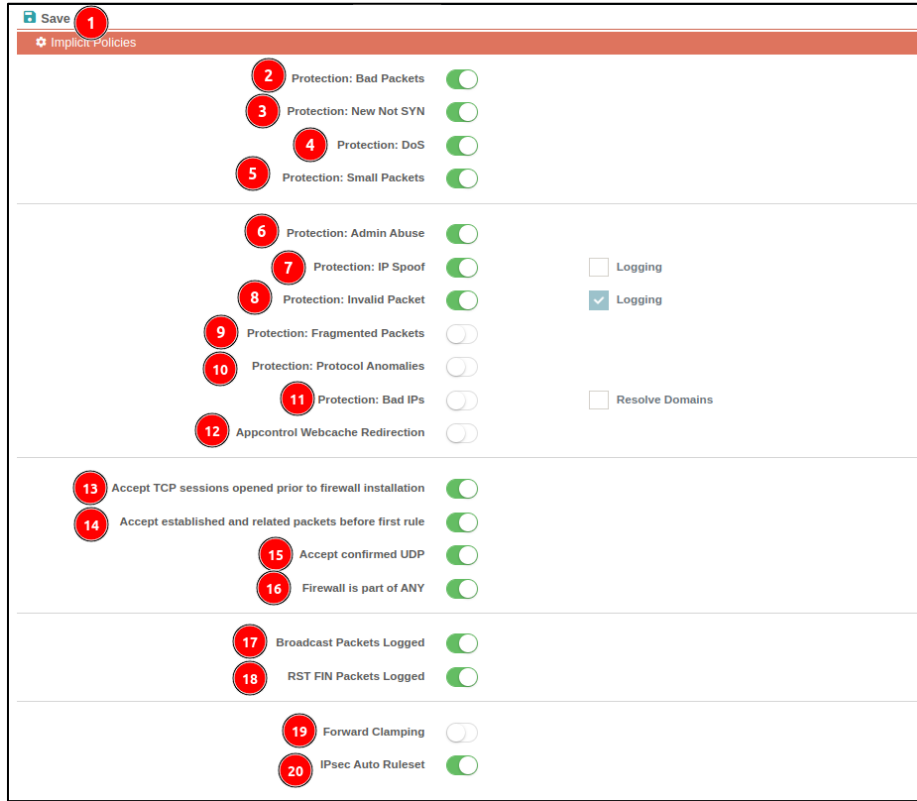 Save 1
Implicit Policies
2 Protection: Bad Packets
3 Protection: New Not SYN
4 Protection: DoS
5 Protection: Small Packets
6 Protection: Admin Abuse
7 Protection: IP Spoof Logging
8 Protection: Invalid Packet Logging
9 Protection: Fragmented Packets
10 Protection: Protocol Anomalies
11 Protection: Bad IPs Resolve Domains
12 Appcontrol Webcache Redirection
13 Accept TCP sessions opened prior to firewall installation
14 Accept established and related packets before first rule
15 Accept confirmed UDP
16 Firewall is part of ANY
17 Broadcast Packets Logged
18 RST FIN Packets Logged
19 Forward Clamping
20 IPsec Auto Ruleset